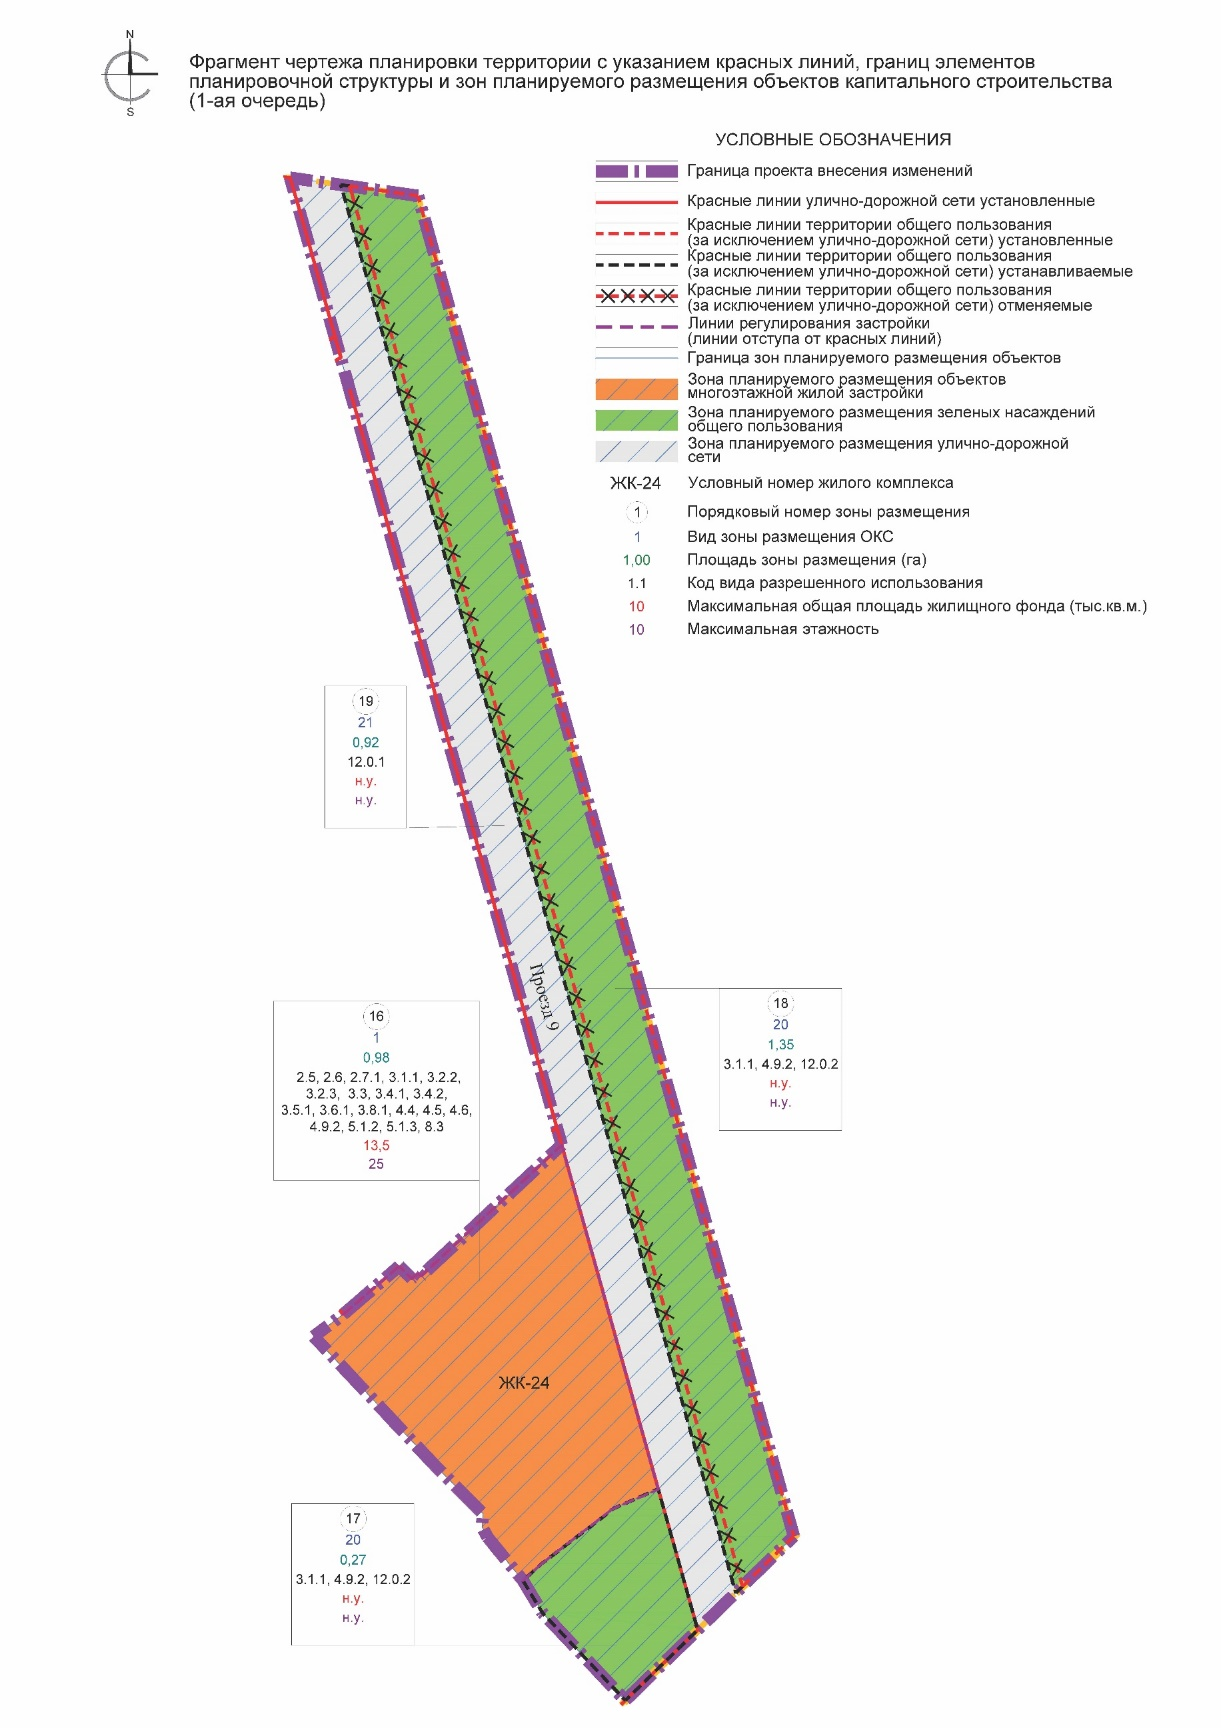 N
S
Фрагмент чертежа планировки территории с указанием красных линий, границ элементов
планировочной структуры и зон планируемого размещения объектов капитального строительства
(1-ая очередь)
УСЛОВНЫЕ ОБОЗНАЧЕНИЯ
Граница проекта внесения изменений
Красные линии улично-дорожной сети установленные
Красные линии территории общего пользования
(за исключением улично-дорожной сети) установленные
Красные линии территории общего пользования
(за исключением улично-дорожной сети) устанавливаемые
Красные линии территории общего пользования
(за исключением улично-дорожной сети) отменяемые
Линии регулирования застройки
(линии отступа от красных линий)
Граница зон планируемого размещения объектов
Зона планируемого размещения объектов
многоэтажной жилой застройки
Зона планируемого размещения зеленых насаждений
общего пользования
Зона планируемого размещения улично-дорожной
сети
ЖК-24 Условный номер жилого комплекса
1 Порядковый номер зоны размещения
1 Вид зоны размещения ОКС
1,00 Площадь зоны размещения (га)
1.1 Код вида разрешенного использования
10 Максимальная общая площадь жилищного фонда (тыс.кв.м.)
10 Максимальная этажность
19
21
0,92
12.0.1
н.у.
н.у.
Проезд 9
16
1
0,98
2.5, 2.6, 2.7.1, 3.1.1, 3.2.2,
3.2.3, 3.3, 3.4.1, 3.4.2,
3.5.1, 3.6.1, 3.8.1, 4.4, 4.5, 4.6,
4.9.2, 5.1.2, 5.1.3, 8.3
13,5
25
18
20
1,35
3.1.1, 4.9.2, 12.0.2
н.у.
н.у.
ЖК-24
17
20
0,27
3.1.1, 4.9.2, 12.0.2
н.у.
н.у.